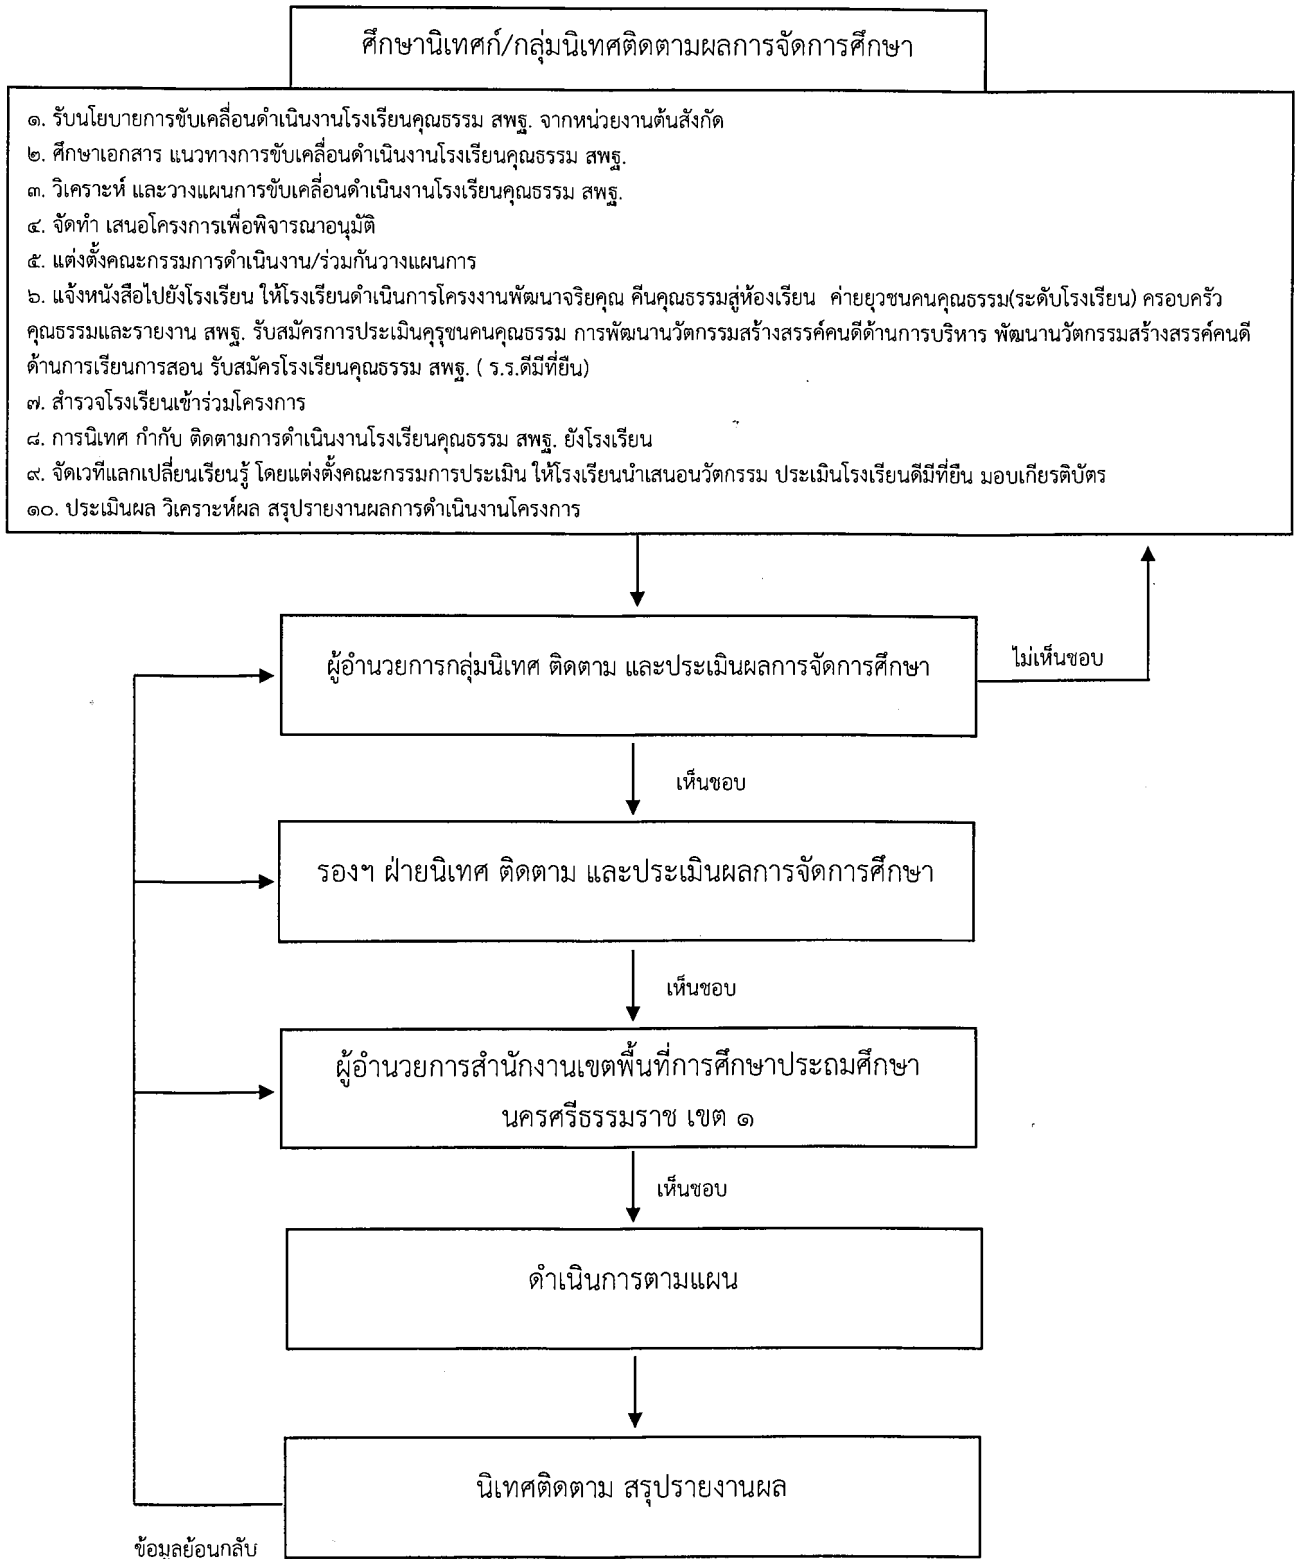 ศึกษานิเทศก์/กลุ่มนิเทศติดตามผลการจัดการศึกษา
๑. รับนโยบายการขับเคลื่อนดำเนินงานโรงเรียนคุณธรรม สพฐ. จากหน่วยงานต้นสังกัด
๒. ศึกษาเอกสาร แนวทางการขับเคลื่อนดำเนินงานโรงเรียนคุณธรรม สพฐ.
๓. วิเคราะห์ และวางแผนการขับเคลื่อนดำเนินงานโรงเรียนคุณธรรม สพฐ.
๔. จัดทำ เสนอโครงการเพื่อพิจารณาอนุมัติ
๕. แต่งตั้งคณะกรรมการดำเนินงาน/ร่วมกันวางแผนการ
๖. แจ้งหนังสือไปยังโรงเรียน ให้โรงเรียนดำเนินการโครงงานพัฒนาจริยคุณ คืนคุณธรรมสู่ห้องเรียน ค่ายยุวชนคนคุณธรรม(ระดับโรงเรียน) ครอบครัว
คุณธรรมและรายงาน สพฐ. รับสมัครการประเมินคุรุชนคนคุณธรรม การพัฒนานวัตกรรมสร้างสรรค์คนดีด้านการบริหาร พัฒนานวัตกรรมสร้างสรรค์คนดี
ด้านการเรียนการสอน รับสมัครโรงเรียนคุณธรรม สพฐ. ( ร.ร.ดีมีที่ยืน)
๗. สำรวจโรงเรียนเข้าร่วมโครงการ
๘. การนิเทศ กำกับ ติดตามการดำเนินงานโรงเรียนคุณธรรม สพฐ. ยังโรงเรียน
๙. จัดเวทีแลกเปลี่ยนเรียนรู้ โดยแต่งตั้งคณะกรรมการประเมิน ให้โรงเรียนนำเสนอนวัตกรรม ประเมินโรงเรียนดีมีที่ยืน มอบเกียรติบัตร
๑๐. ประเมินผล วิเคราะห์ผล สรุปรายงานผลการดำเนินงานโครงการ
ผู้อำนวยการกลุ่มนิเทศ ติดตาม และประเมินผลการจัดการศึกษา
ไม่เห็นชอบ
เห็นชอบ
รองฯ ฝ่ายนิเทศ ติดตาม และประเมินผลการจัดการศึกษา
เห็นชอบ
ผู้อำนวยการสำนักงานเขตพื้นที่การศึกษาประถมศึกษา
นครศรีธรรมราช เขต ๑
เห็นชอบ
ดำเนินการตามแผน
นิเทศติดตาม สรุปรายงานผล
ข้อมูลย้อนกลับ